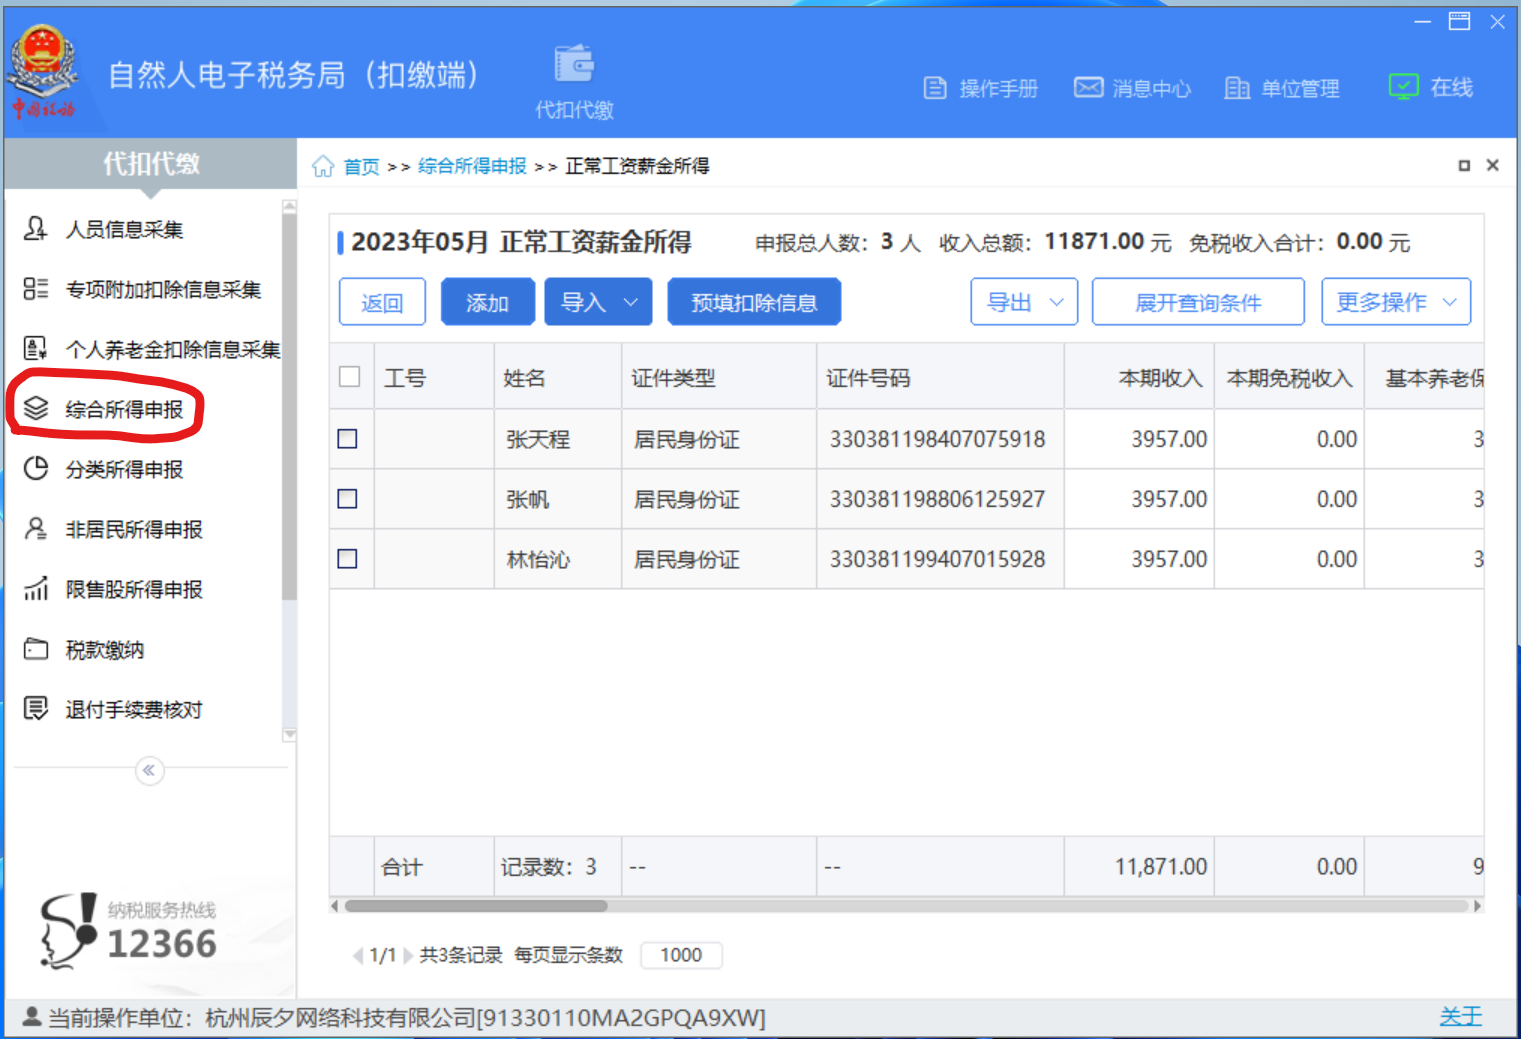 自然人电子税务局（扣缴端）
代扣代缴
操作手册
消息中心
单位管理
在线
中国税务
代扣代缴
人员信息采集
专项附加扣除信息采集
个人养老金扣除信息采集
综合所得申报
分类所得申报
非居民所得申报
限售股所得申报
税款缴纳
退付手续费核对
纳税服务热线
12366
首页 >> 综合所得申报 >> 正常工资薪金所得
2023年05月 正常工资薪金所得 申报总人数：3 人 收入总额：11871.00 元 免税收入合计：0.00 元
返回 添加 导入 预填扣除信息 导出 展开查询条件 更多操作
工号 姓名 证件类型 证件号码 本期收入 本期免税收入 基本养老保
张天程 居民身份证 330381198407075918 3957.00 0.00 3
张帆 居民身份证 330381198806125927 3957.00 0.00 3
林怡沁 居民身份证 330381199407015928 3957.00 0.00 3
合计 记录数：3 -- -- 11,871.00 0.00 9
1/1 共3条记录 每页显示条数 1000
当前操作单位：杭州辰夕网络科技有限公司[91330110MA2GPQA9XW]
关于